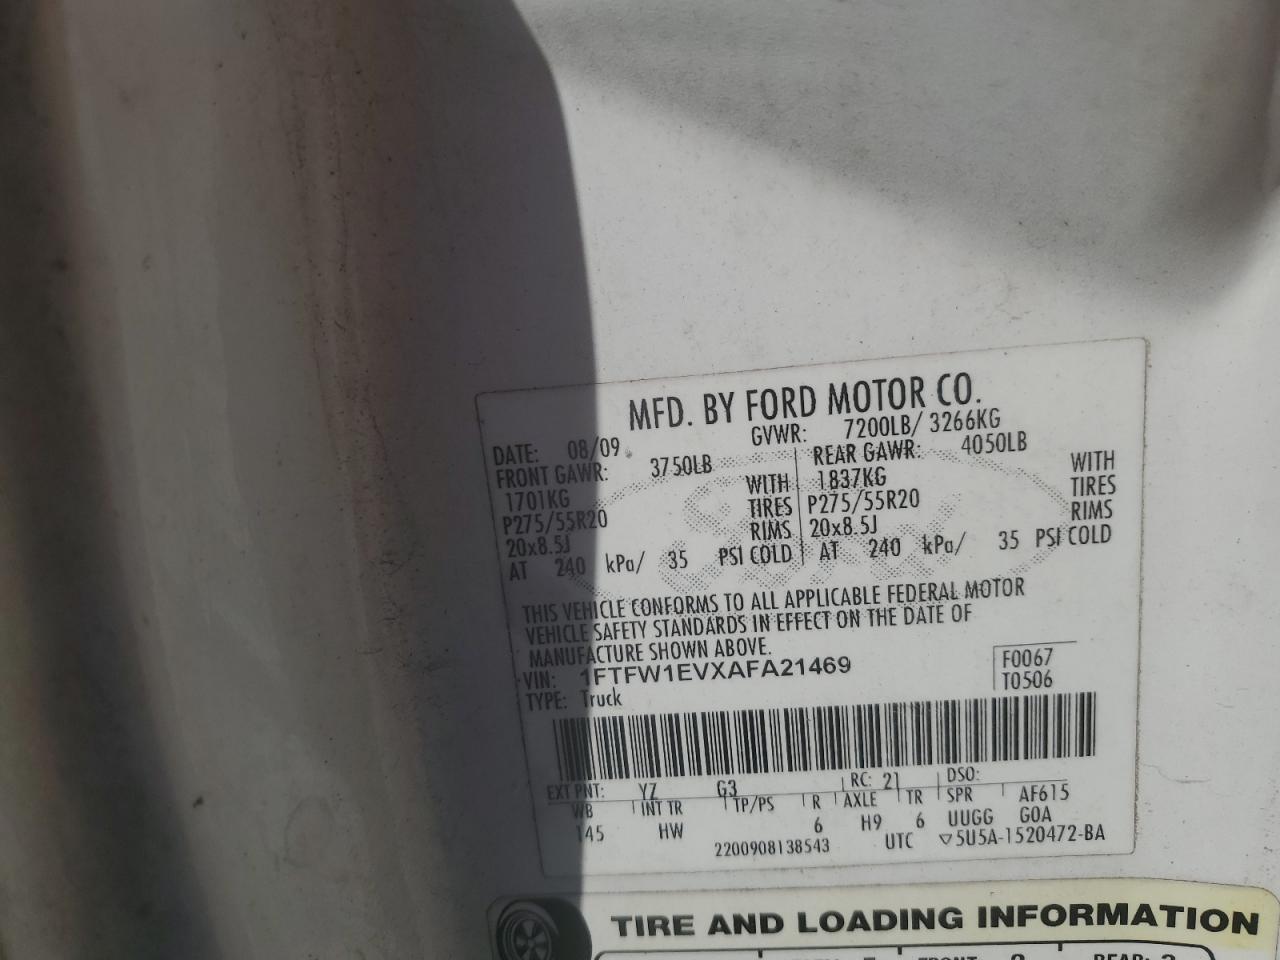 MFD. BY FORD MOTOR CO.
DATE: 08/09 GVWR: 7200LB/ 3266KG
FRONT GAWR: 3750LB REAR GAWR: 4050LB
1701KG WITH 1837KG WITH
P275/55R20 TIRES P275/55R20 TIRES
20x8.5J RIMS 20x8.5J RIMS
AT 240 kPa/ 35 PSI COLD AT 240 kPa/ 35 PSI COLD
THIS VEHICLE CONFORMS TO ALL APPLICABLE FEDERAL MOTOR
VEHICLE SAFETY STANDARDS IN EFFECT ON THE DATE OF
MANUFACTURE SHOWN ABOVE.
VIN: 1FTFW1EVXAFA21469 F0067
TYPE: Truck T0506
EXT PNT: YZ G3 RC: 21 DSO:
WB INT TR TP/PS R AXLE TR SPR AF615
145 HW 6 H9 6 UUGG GOA
2200908138543 UTC ▽5U5A-1520472-BA
TIRE AND LOADING INFORMATION